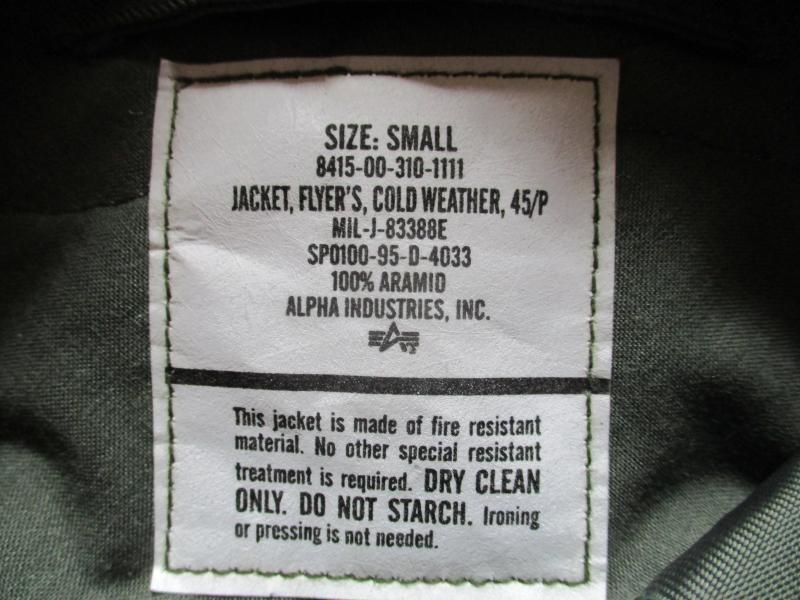 SIZE: SMALL
8415-00-310-1111
JACKET, FLYER'S, COLD WEATHER, 45/P
MIL-J-83388E
SP0100-95-D-4033
100% ARAMID
ALPHA INDUSTRIES, INC.
This jacket is made of fire resistant
material. No other special resistant
treatment is required. DRY CLEAN
ONLY. DO NOT STARCH. Ironing
or pressing is not needed.